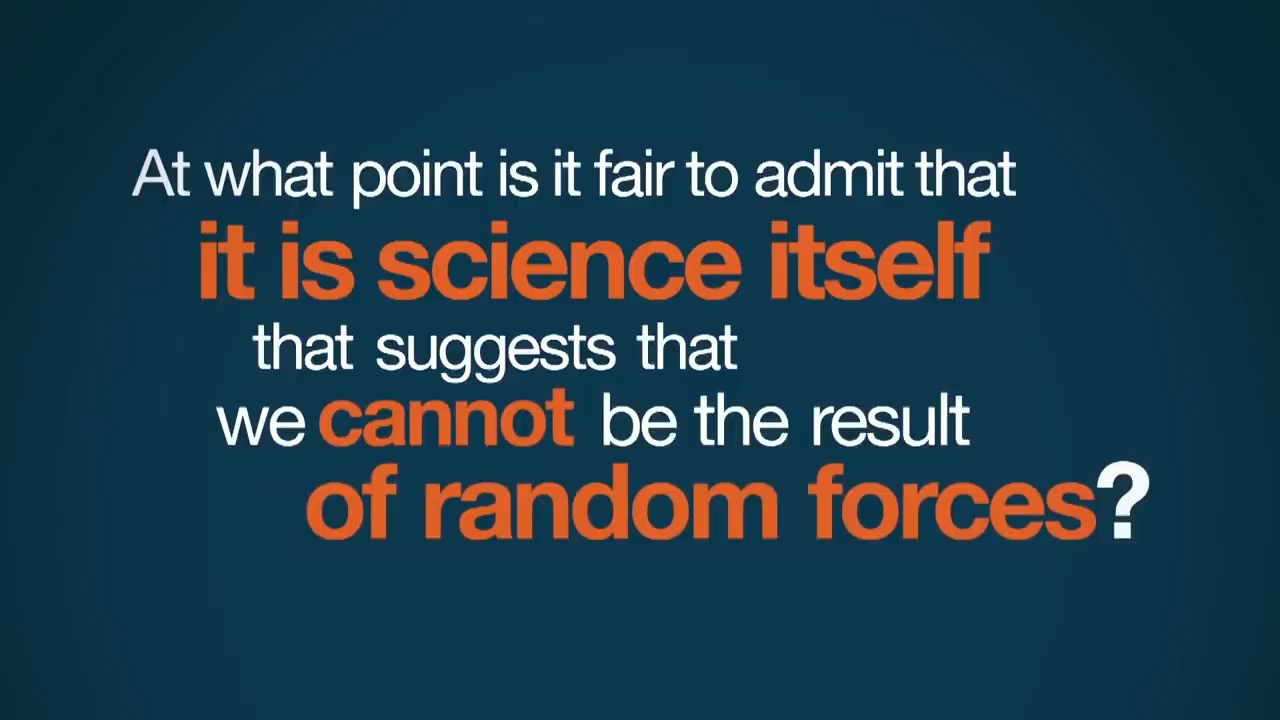 At what point is it fair to admit that
it is science itself
that suggests that
we cannot be the result
of random forces?